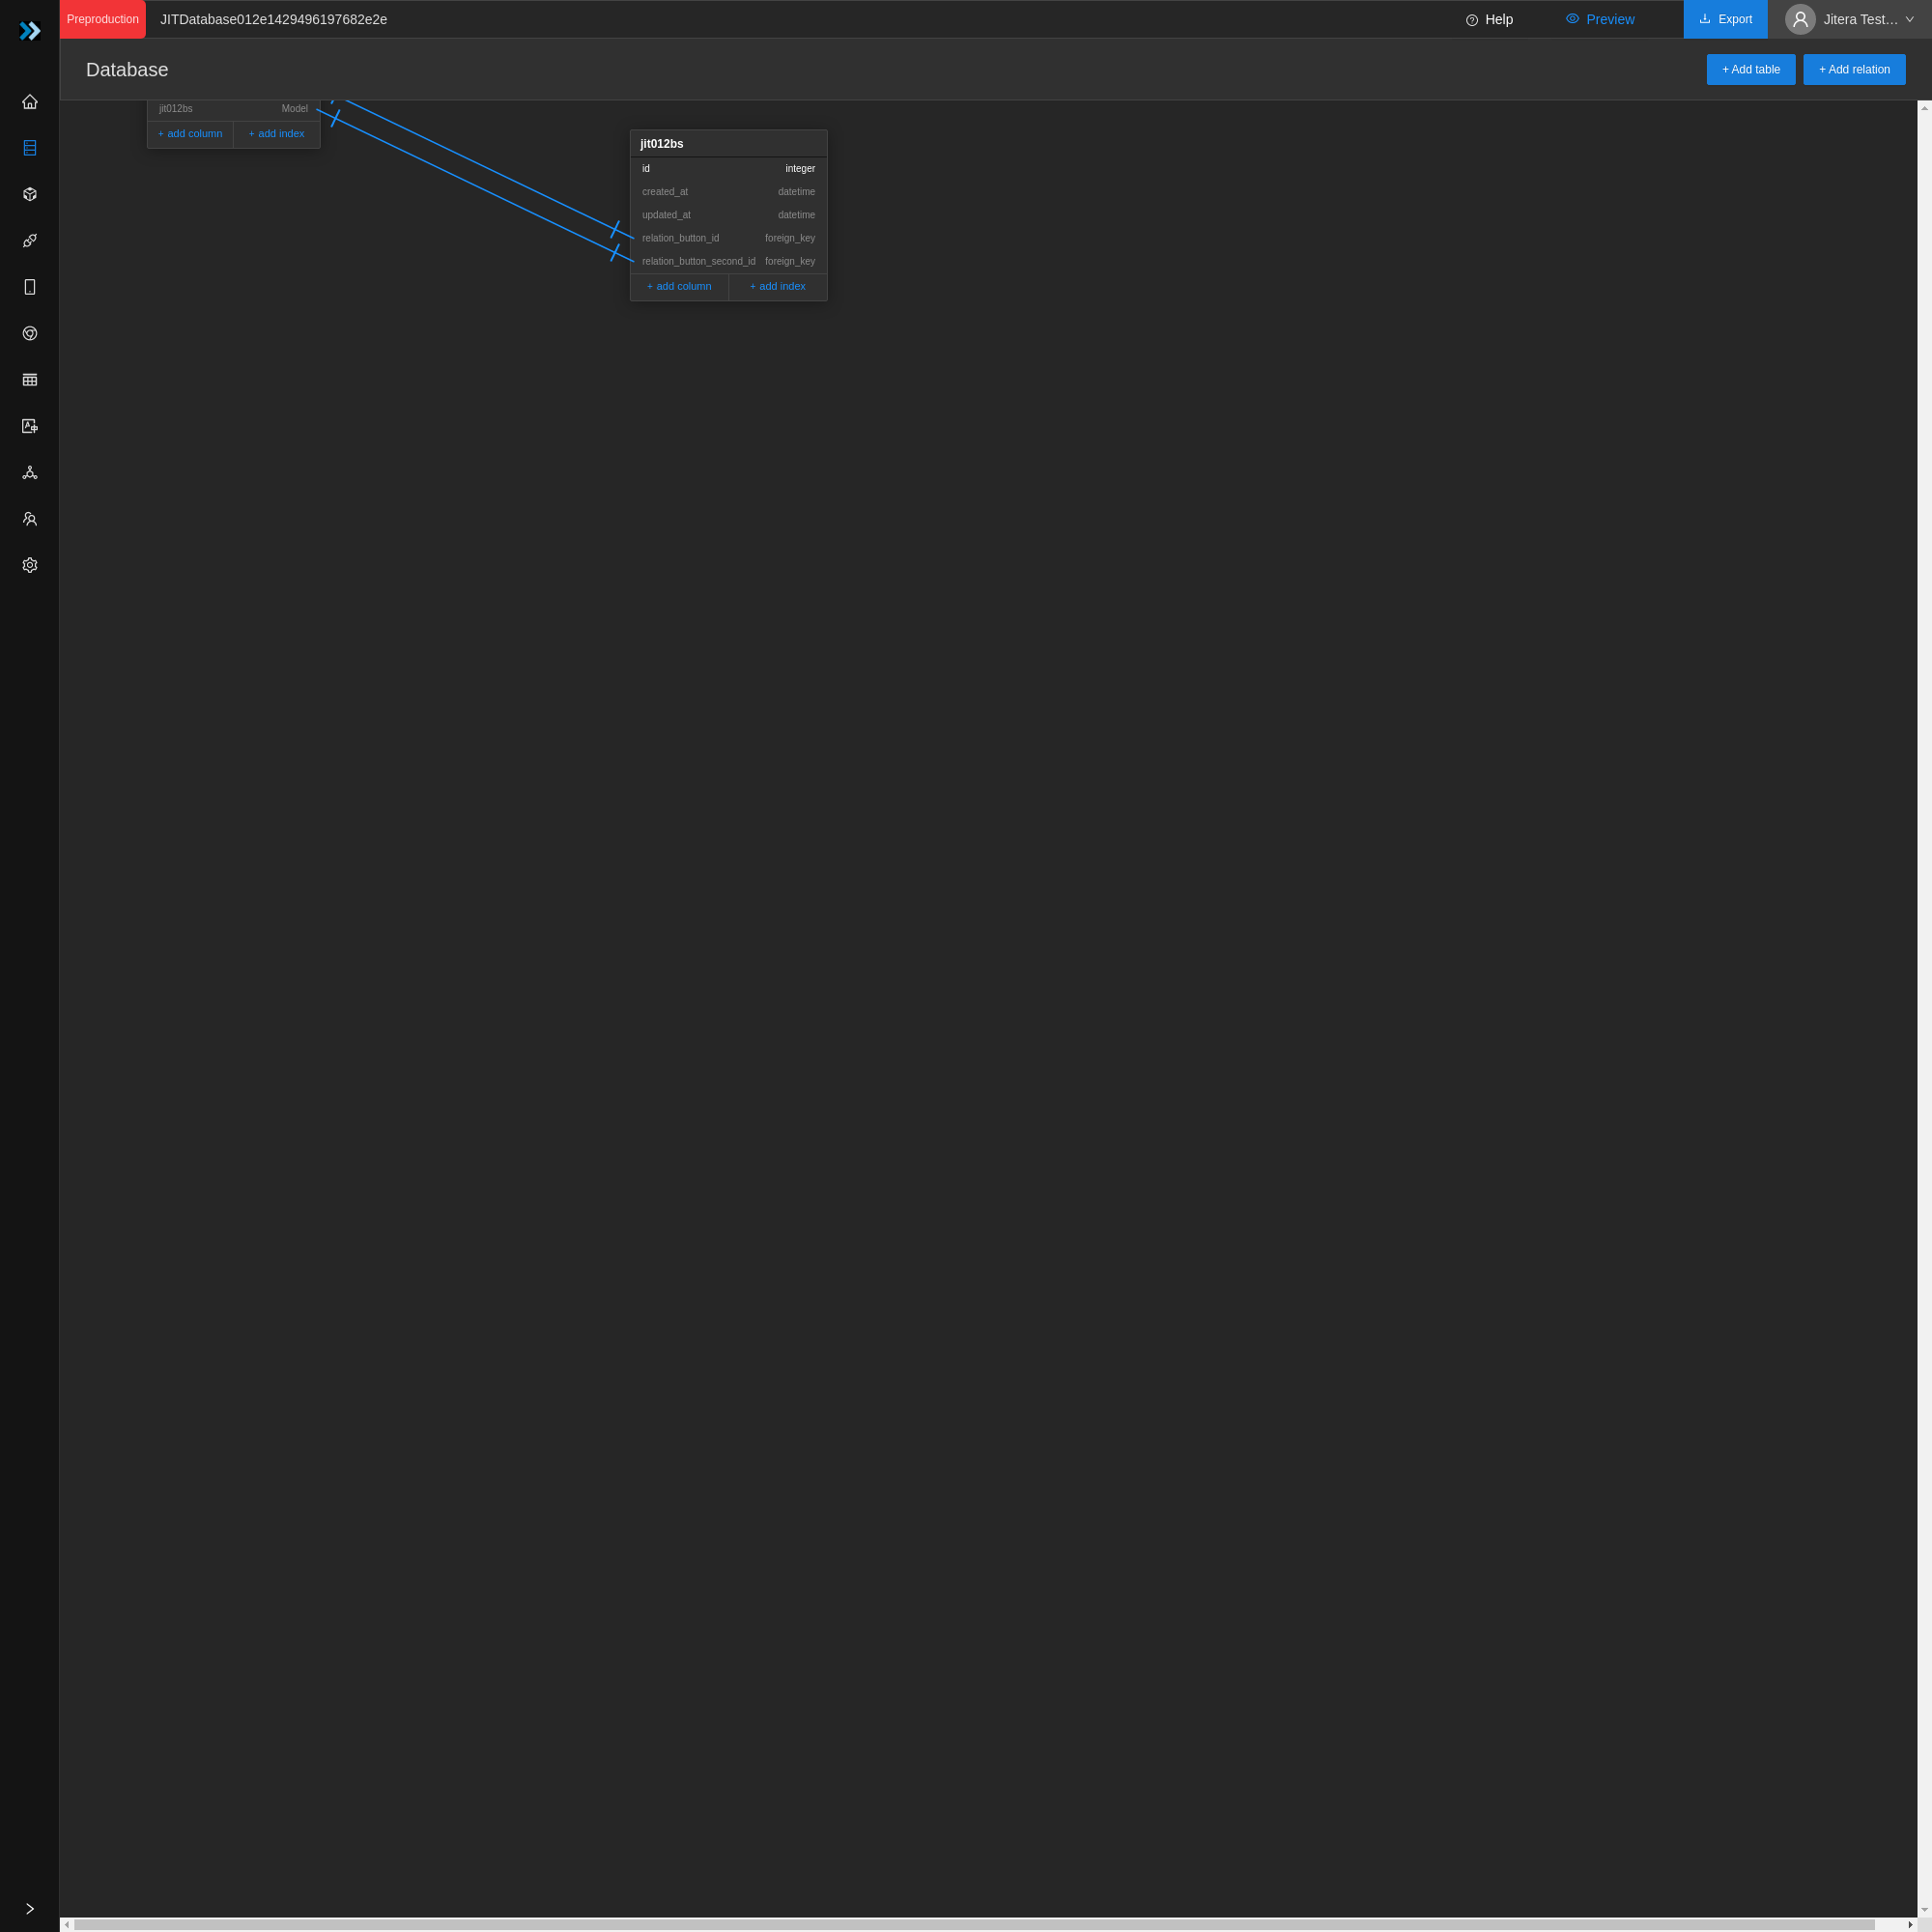 Preproduction JITDatabase012e1429496197682e2e Help Preview Export Jitera Test…
Database + Add table + Add relation
jit012bs Model
+ add column + add index
jit012bs
id integer
created_at datetime
updated_at datetime
relation_button_id foreign_key
relation_button_second_id foreign_key
+ add column + add index